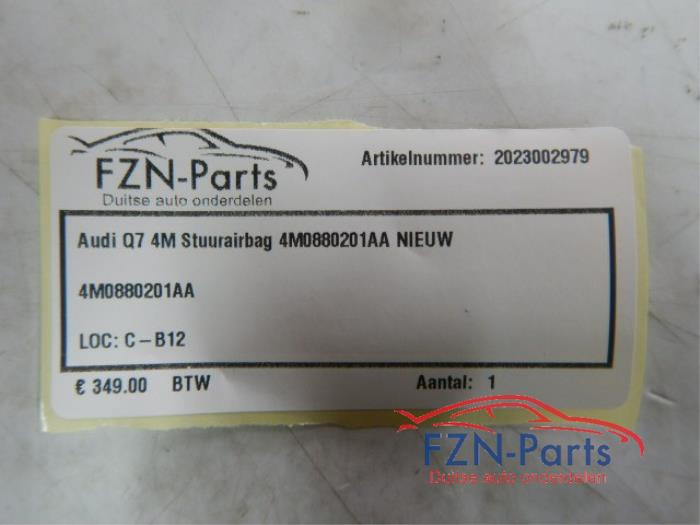 FZN-Parts
Duitse auto onderdelen
Artikelnummer: 2023002979
Audi Q7 4M Stuurairbag 4M0880201AA NIEUW
4M0880201AA
LOC: C-B12
€ 349.00 BTW Aantal: 1
FZN-Parts
Duitse auto onderdelen